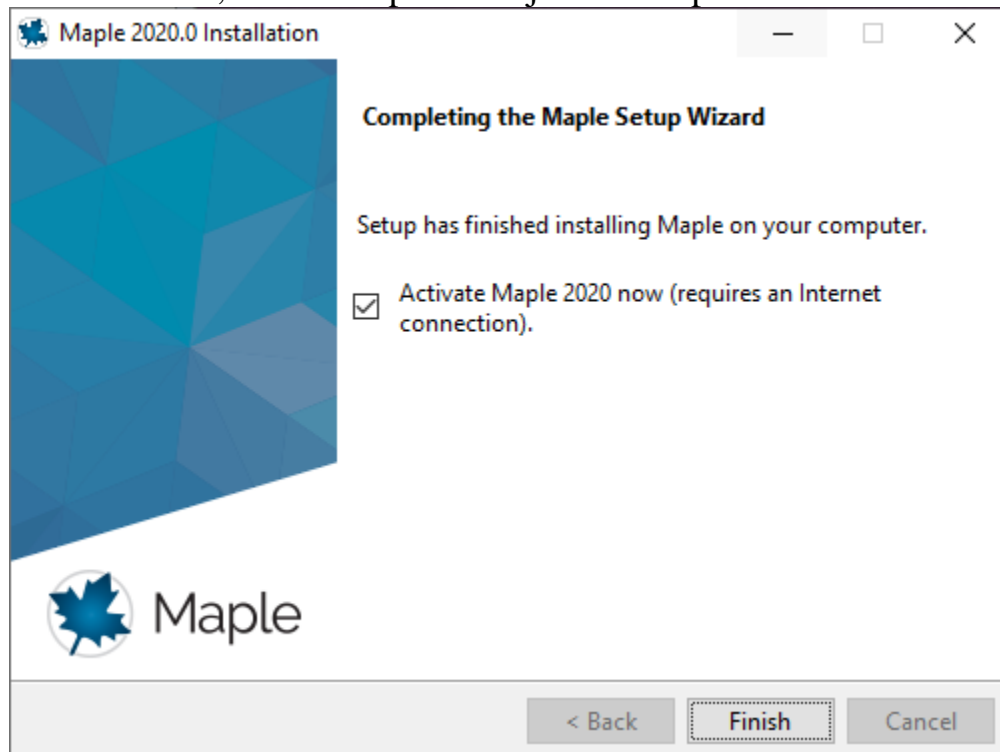 Maple 2020.0 Installation
Completing the Maple Setup Wizard
Setup has finished installing Maple on your computer.
Activate Maple 2020 now (requires an Internet
connection).
Maple
< Back Finish Cancel